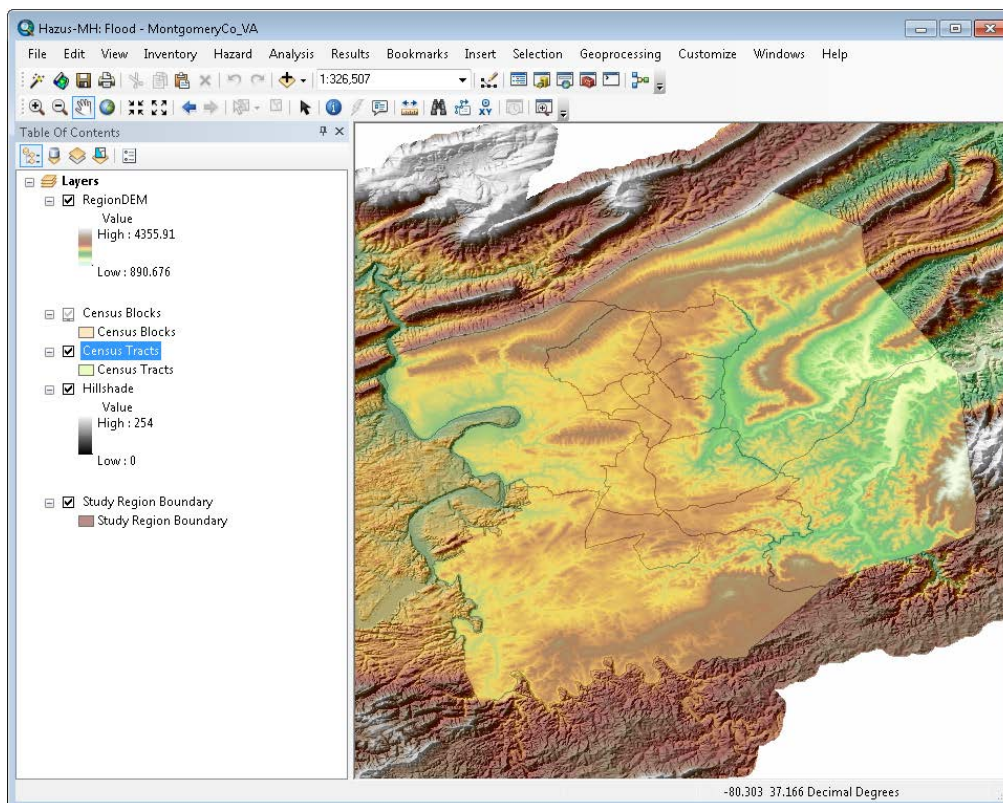 Hazus-MH: Flood - MontgomeryCo_VA
File Edit View Inventory Hazard Analysis Results Bookmarks Insert Selection Geoprocessing Customize Windows Help
1:326,507
Table Of Contents
Layers
RegionDEM
Value
High : 4355.91
Low : 890.676
Census Blocks
Census Blocks
Census Tracts
Census Tracts
Hillshade
Value
High : 254
Low : 0
Study Region Boundary
Study Region Boundary
-80.303 37.166 Decimal Degrees